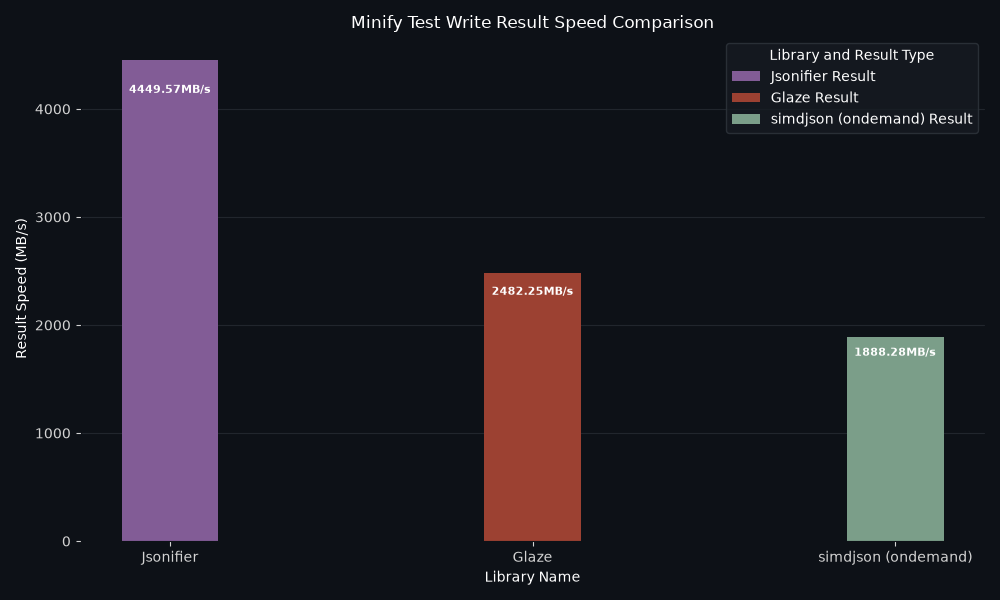 Minify Test Write Result Speed Comparison
Library and Result Type
Jsonifier Result
Glaze Result
simdjson (ondemand) Result
4449.57MB/s
2482.25MB/s
1888.28MB/s
Result Speed (MB/s)
4000
3000
2000
1000
0
Jsonifier
Glaze
simdjson (ondemand)
Library Name